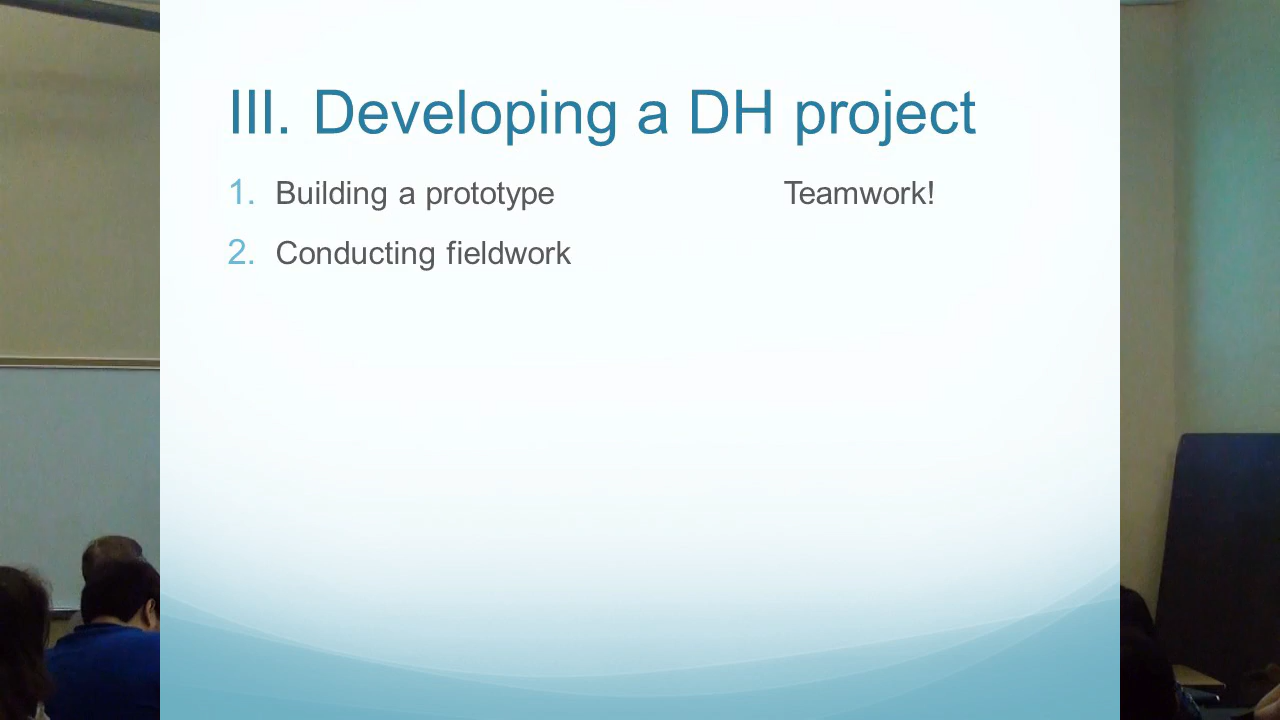 III. Developing a DH project
1. Building a prototype Teamwork!
2. Conducting fieldwork